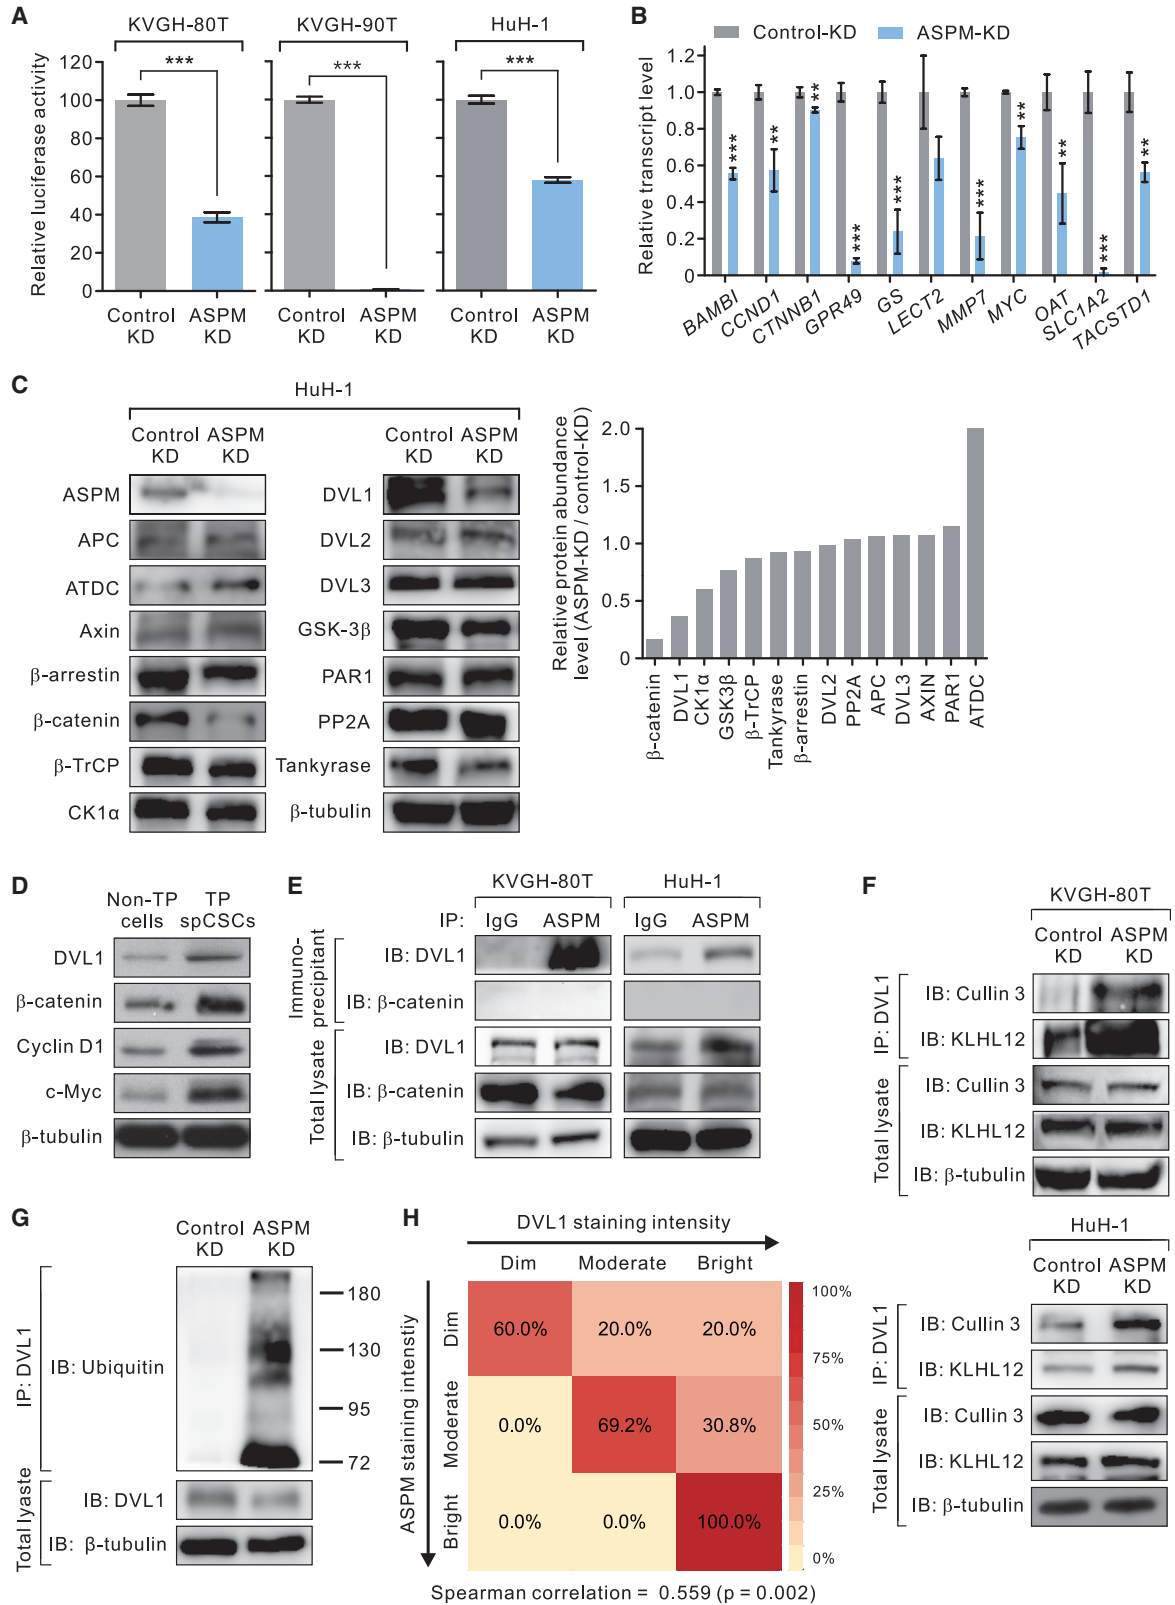 A
KVGH-80T
KVGH-90T
HuH-1
Relative luciferase activity
120
100
80
60
40
20
0
***
***
***
Control KD
ASPM KD
Control KD
ASPM KD
Control KD
ASPM KD
B
Control-KD
ASPM-KD
Relative transcript level
1.2
1.0
0.8
0.6
0.4
0.2
0
***
**
**
***
***
***
**
**
***
**
BAMBI
CCND1
CTNNB1
GPR49
GS
LECT2
MMP7
MYC
OAT
SLC1A2
TACSTD1
C
HuH-1
Control KD
ASPM KD
ASPM
APC
ATDC
Axin
β-arrestin
β-catenin
β-TrCP
CK1α
Control KD
ASPM KD
DVL1
DVL2
DVL3
GSK-3β
PAR1
PP2A
Tankyrase
β-tubulin
Relative protein abundance
level (ASPM-KD / control-KD)
2.0
1.5
1.0
0.5
0
β-catenin
DVL1
CK1α
GSK3β
β-TrCP
Tankyrase
β-arrestin
DVL2
PP2A
APC
DVL3
AXIN
PAR1
ATDC
D
Non-TP cells
TP spCSCs
DVL1
β-catenin
Cyclin D1
c-Myc
β-tubulin
E
KVGH-80T
HuH-1
IP:
IgG
ASPM
IgG
ASPM
Immuno-
precipitant
IB: DVL1
IB: β-catenin
Total lysate
IB: DVL1
IB: β-catenin
IB: β-tubulin
F
KVGH-80T
Control KD
ASPM KD
IP: DVL1
IB: Cullin 3
IB: KLHL12
Total lysate
IB: Cullin 3
IB: KLHL12
IB: β-tubulin
HuH-1
Control KD
ASPM KD
IP: DVL1
IB: Cullin 3
IB: KLHL12
Total lysate
IB: Cullin 3
IB: KLHL12
IB: β-tubulin
G
Control KD
ASPM KD
IP: DVL1
IB: Ubiquitin
180
130
95
72
Total lyaste
IB: DVL1
IB: β-tubulin
H
DVL1 staining intensity
Dim
Moderate
Bright
ASPM staining intenstiy
Dim
60.0%
20.0%
20.0%
Moderate
0.0%
69.2%
30.8%
Bright
0.0%
0.0%
100.0%
100%
75%
50%
25%
0%
Spearman correlation = 0.559 (p = 0.002)